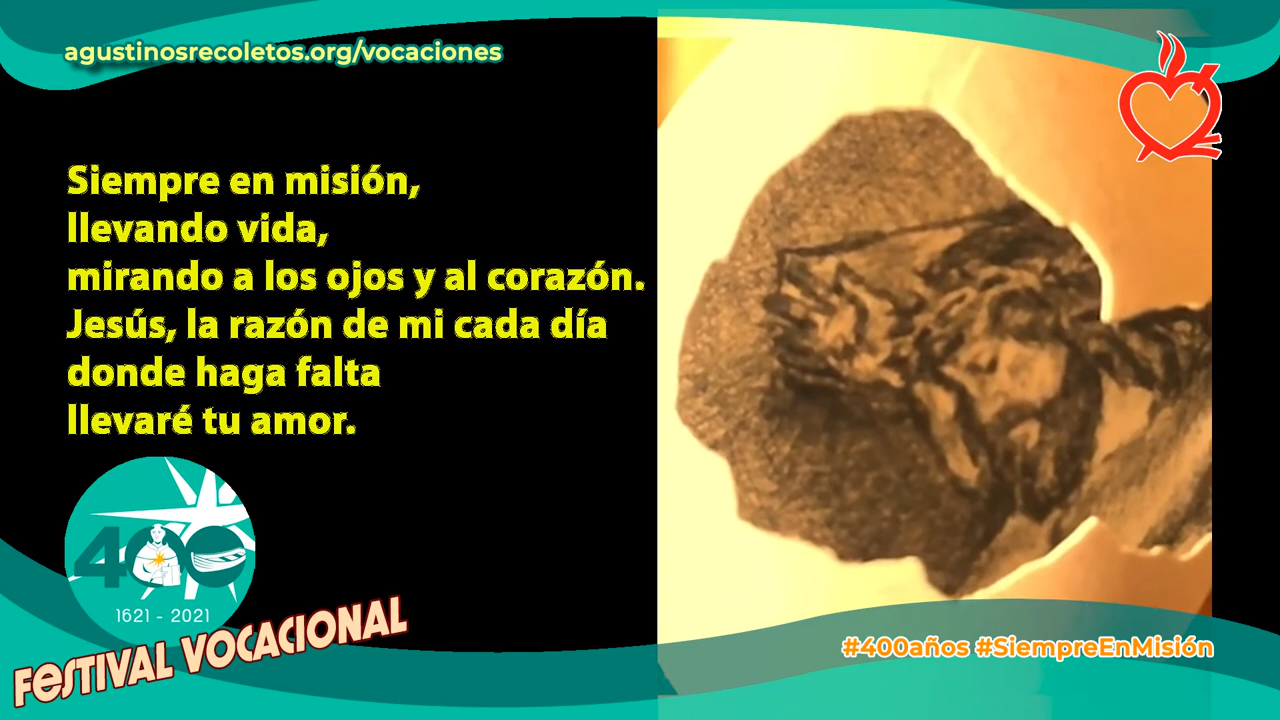 agustinosrecoletos.org/vocaciones
Siempre en misión,
llevando vida,
mirando a los ojos y al corazón.
Jesús, la razón de mi cada día
donde haga falta
llevaré tu amor.
400
1621 - 2021
FESTIVAL VOCACIONAL
#400años #SiempreEnMisión